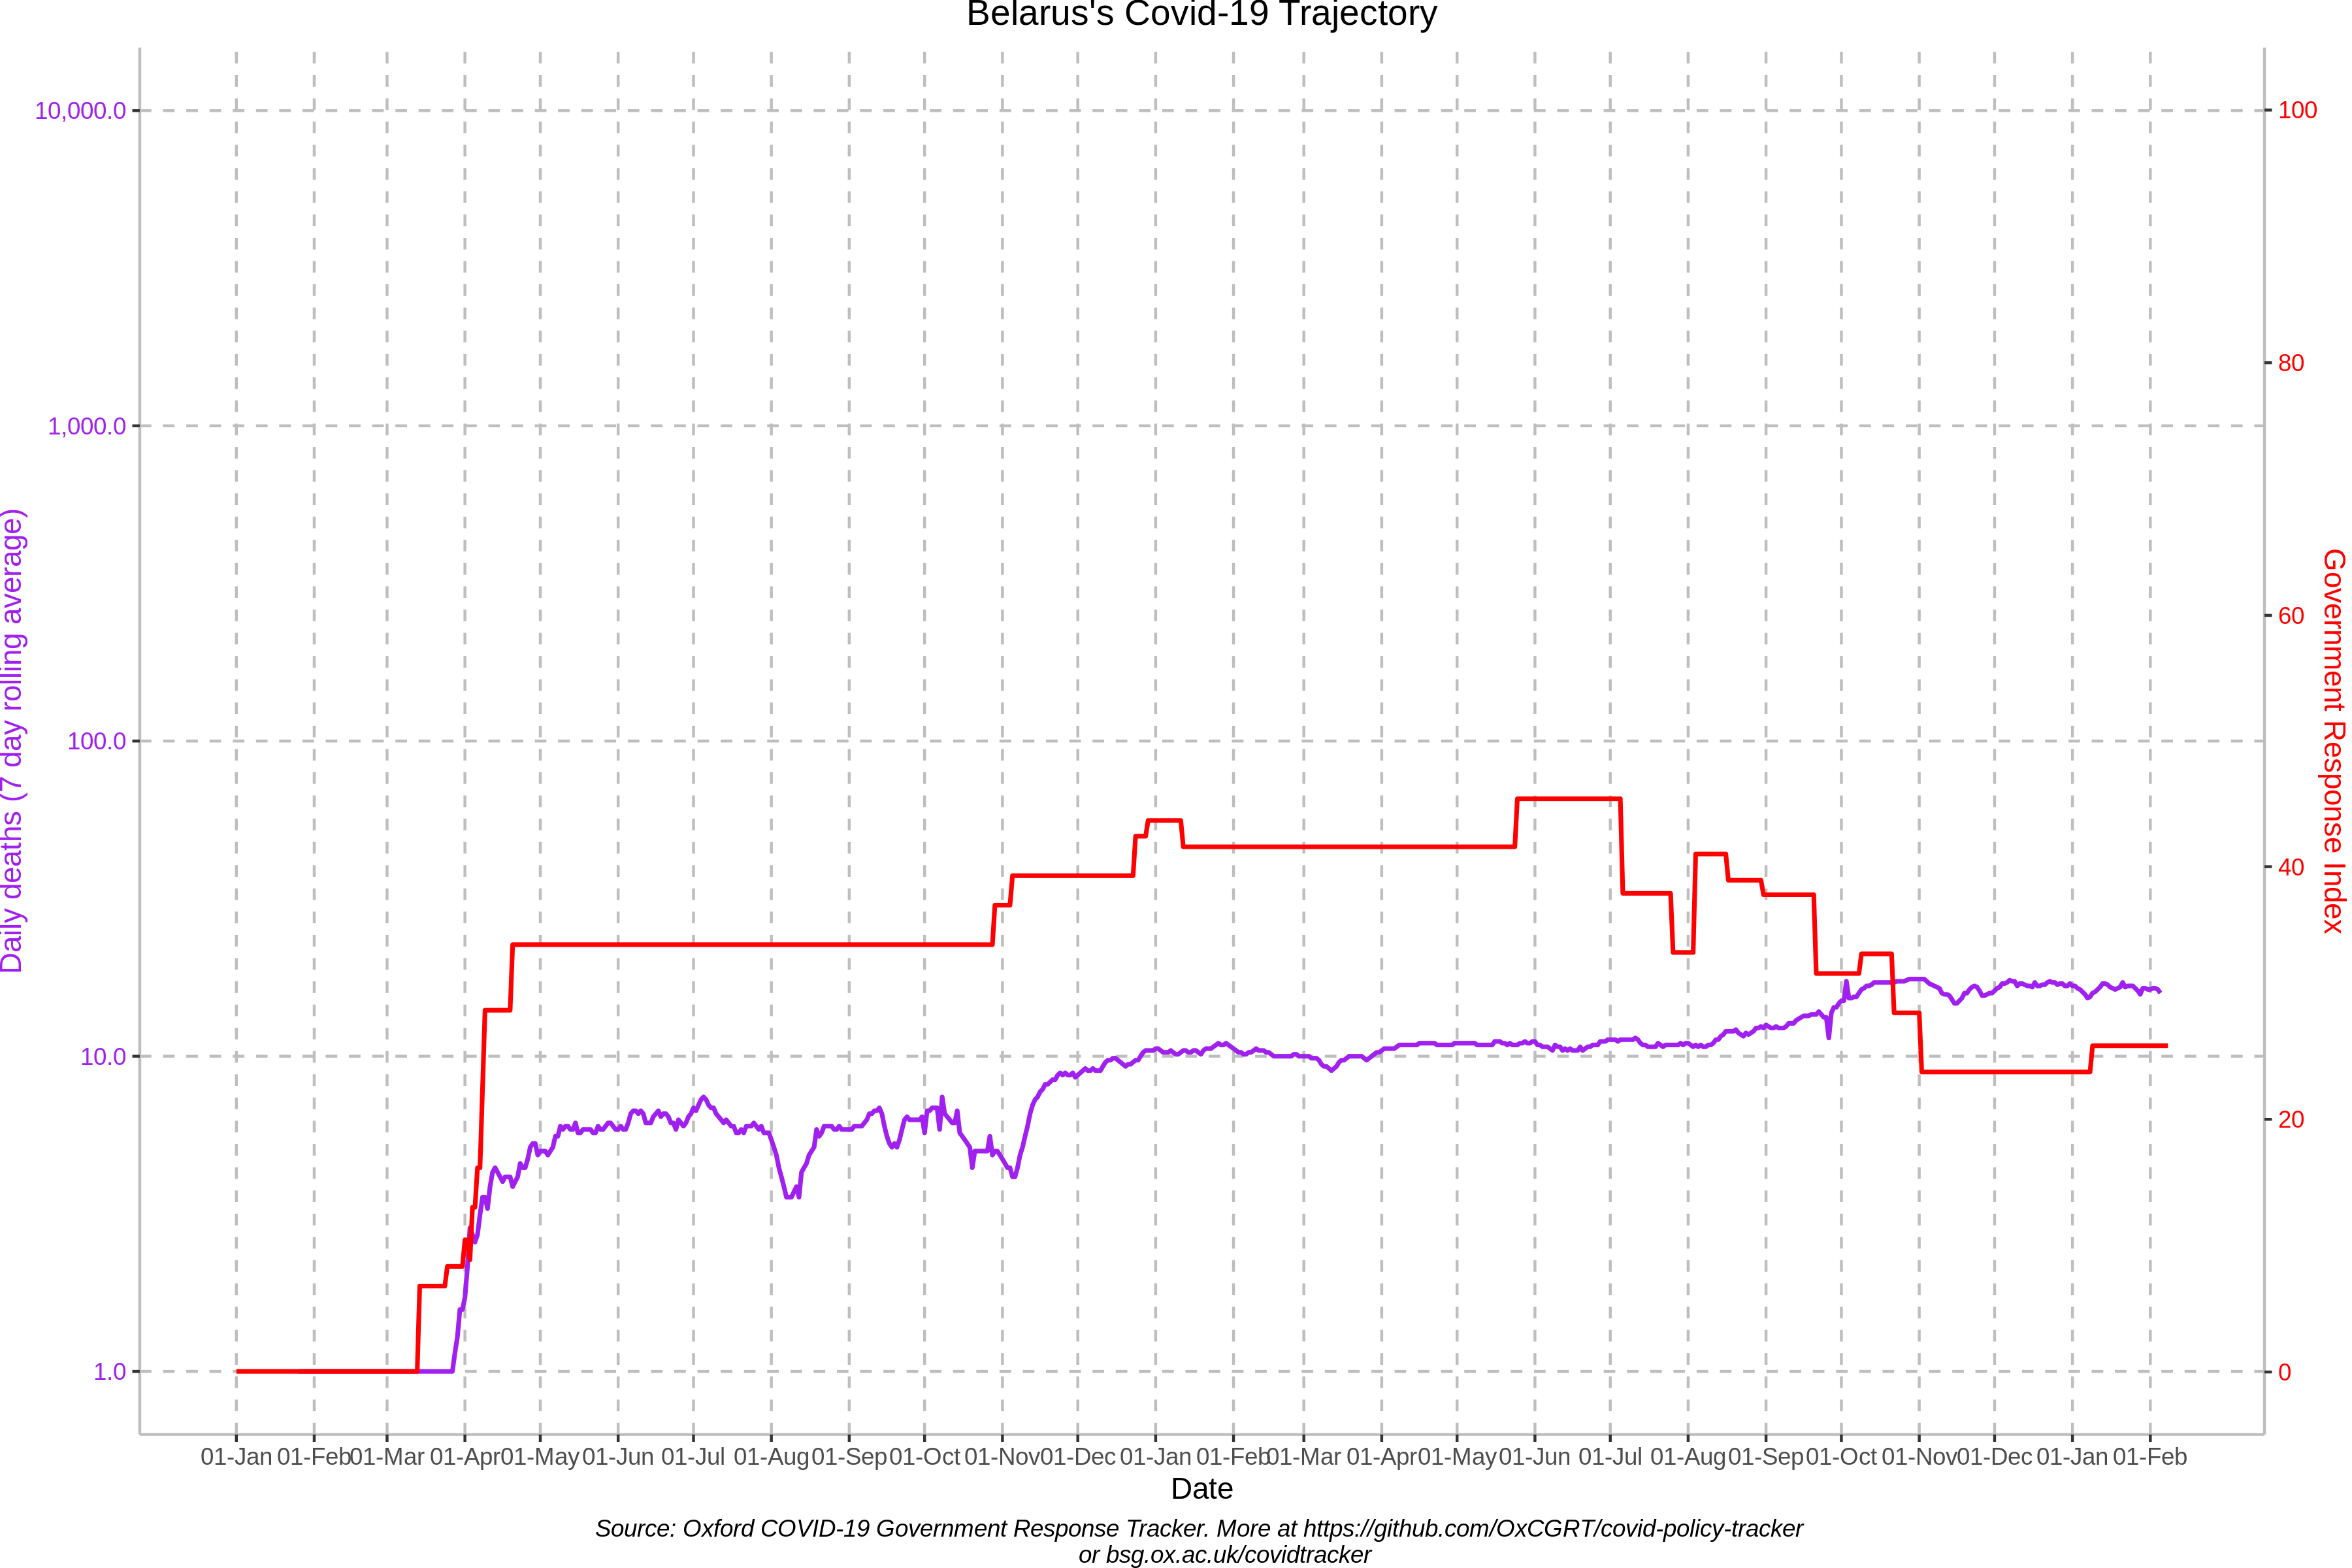 Belarus's Covid-19 Trajectory
10,000.0
1,000.0
100.0
10.0
1.0
Daily deaths (7 day rolling average)
100
80
60
40
20
0
Government Response Index
01-Jan 01-Feb 01-Mar 01-Apr 01-May 01-Jun 01-Jul 01-Aug 01-Sep 01-Oct 01-Nov 01-Dec 01-Jan 01-Feb 01-Mar 01-Apr 01-May 01-Jun 01-Jul 01-Aug 01-Sep 01-Oct 01-Nov 01-Dec 01-Jan 01-Feb
Date
Source: Oxford COVID-19 Government Response Tracker. More at https://github.com/OxCGRT/covid-policy-tracker
or bsg.ox.ac.uk/covidtracker